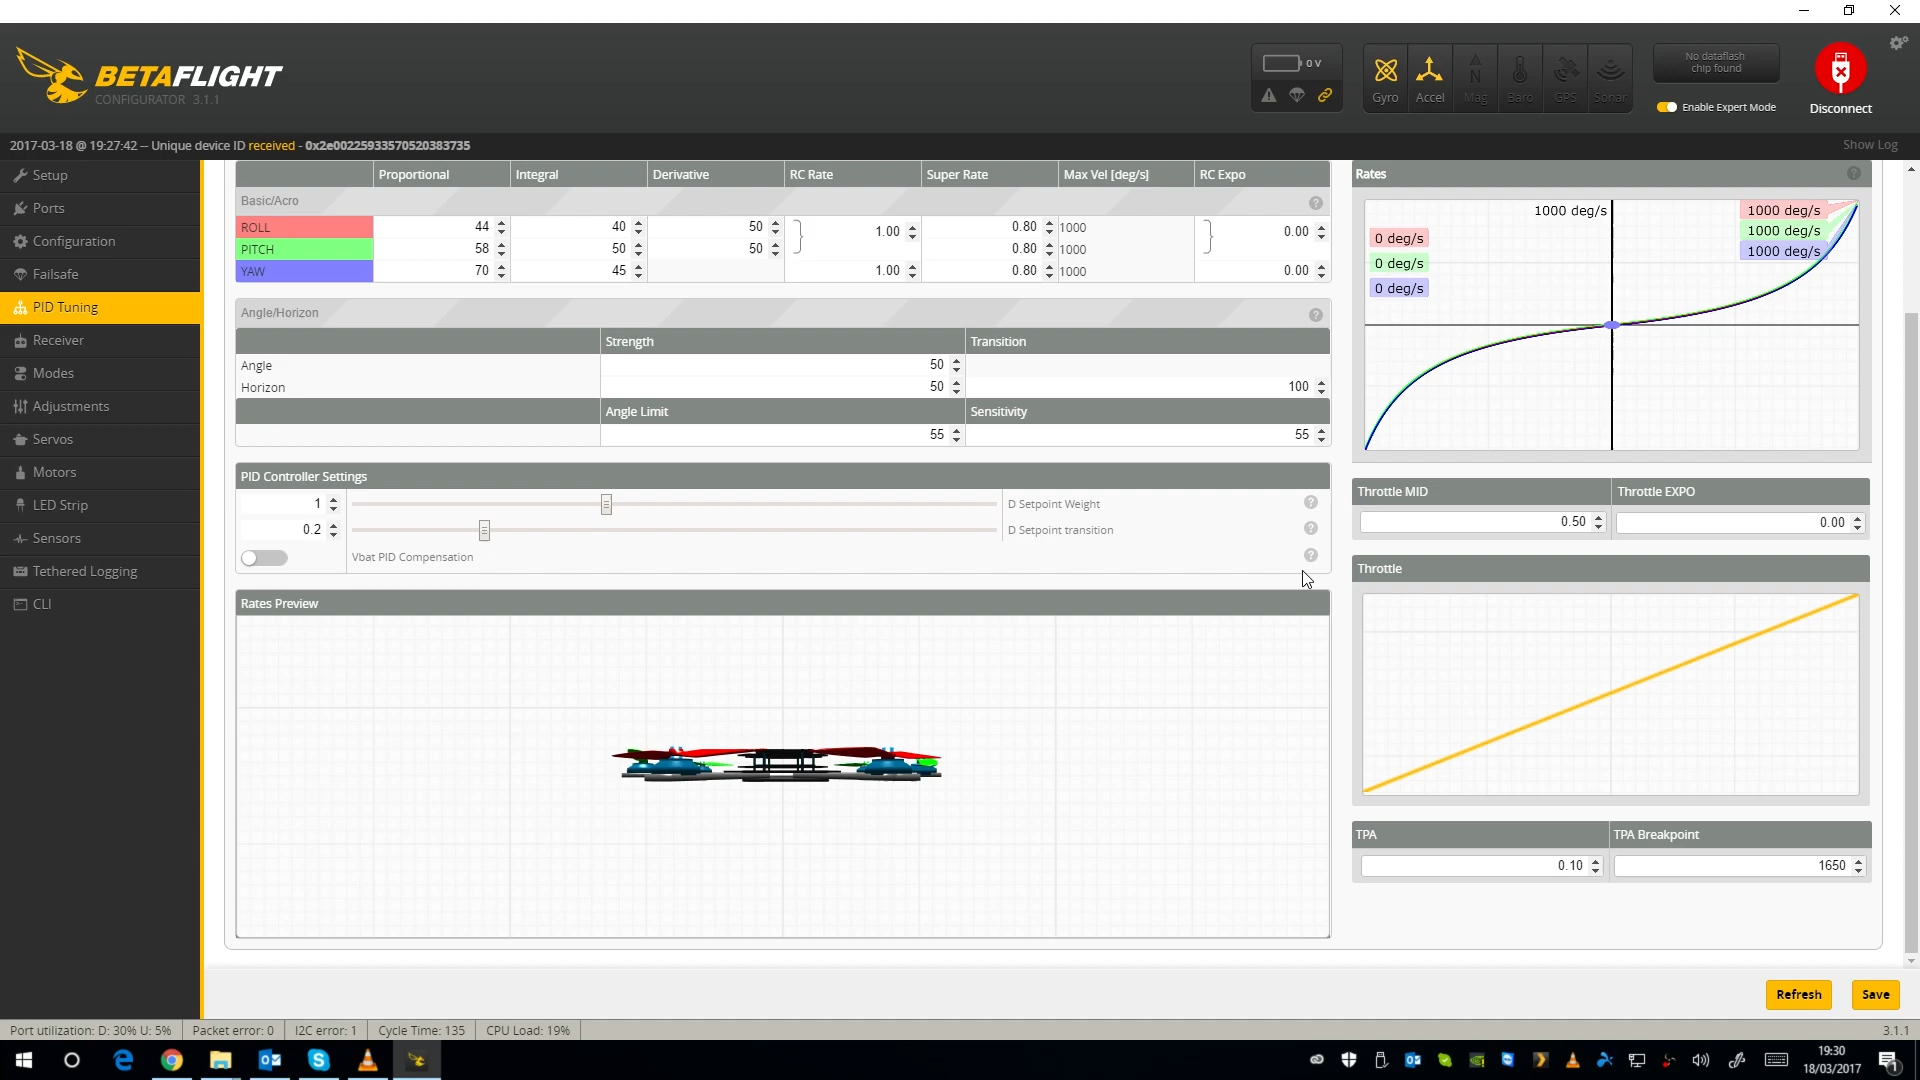 BETAFLIGHT
CONFIGURATOR 3.1.1
0 V
Gyro Accel Mag Baro GPS Sonar
No dataflash
chip found
Enable Expert Mode
Disconnect
2017-03-18 @ 19:27:42 -- Unique device ID received - 0x2e00225933570520383735
Show Log
Setup
Ports
Configuration
Failsafe
PID Tuning
Receiver
Modes
Adjustments
Servos
Motors
LED Strip
Sensors
Tethered Logging
CLI
Proportional Integral Derivative RC Rate Super Rate Max Vel [deg/s] RC Expo
Basic/Acro
ROLL 44 40 50 1.00 0.80 1000 0.00
PITCH 58 50 50 0.80 1000
YAW 70 45 1.00 0.80 1000 0.00
Angle/Horizon
Strength Transition
Angle 50
Horizon 50 100
Angle Limit Sensitivity
55 55
PID Controller Settings
1 D Setpoint Weight
0.2 D Setpoint transition
Vbat PID Compensation
Rates Preview
Rates
1000 deg/s
1000 deg/s
1000 deg/s
1000 deg/s
0 deg/s
0 deg/s
0 deg/s
Throttle MID Throttle EXPO
0.50 0.00
Throttle
TPA TPA Breakpoint
0.10 1650
Refresh Save
Port utilization: D: 30% U: 5% Packet error: 0 I2C error: 1 Cycle Time: 135 CPU Load: 19% 3.1.1
19:30
18/03/2017
1